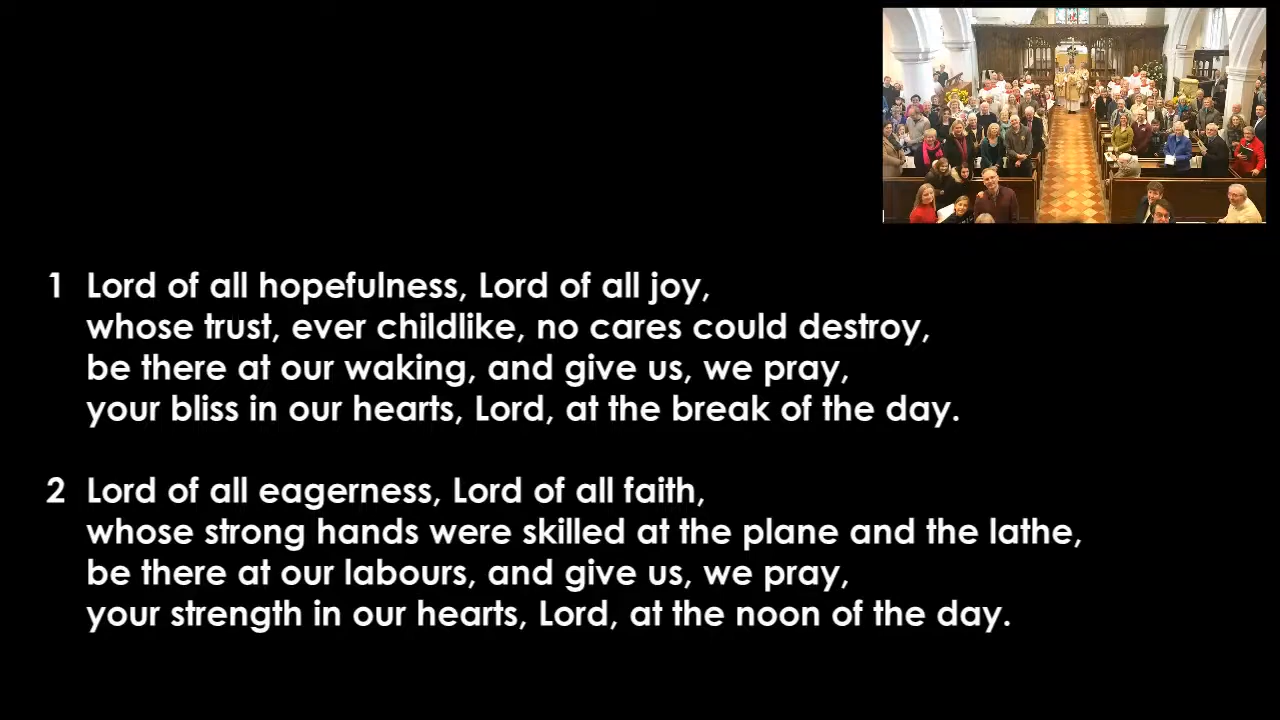 1 Lord of all hopefulness, Lord of all joy,
whose trust, ever childlike, no cares could destroy,
be there at our waking, and give us, we pray,
your bliss in our hearts, Lord, at the break of the day.
2 Lord of all eagerness, Lord of all faith,
whose strong hands were skilled at the plane and the lathe,
be there at our labours, and give us, we pray,
your strength in our hearts, Lord, at the noon of the day.